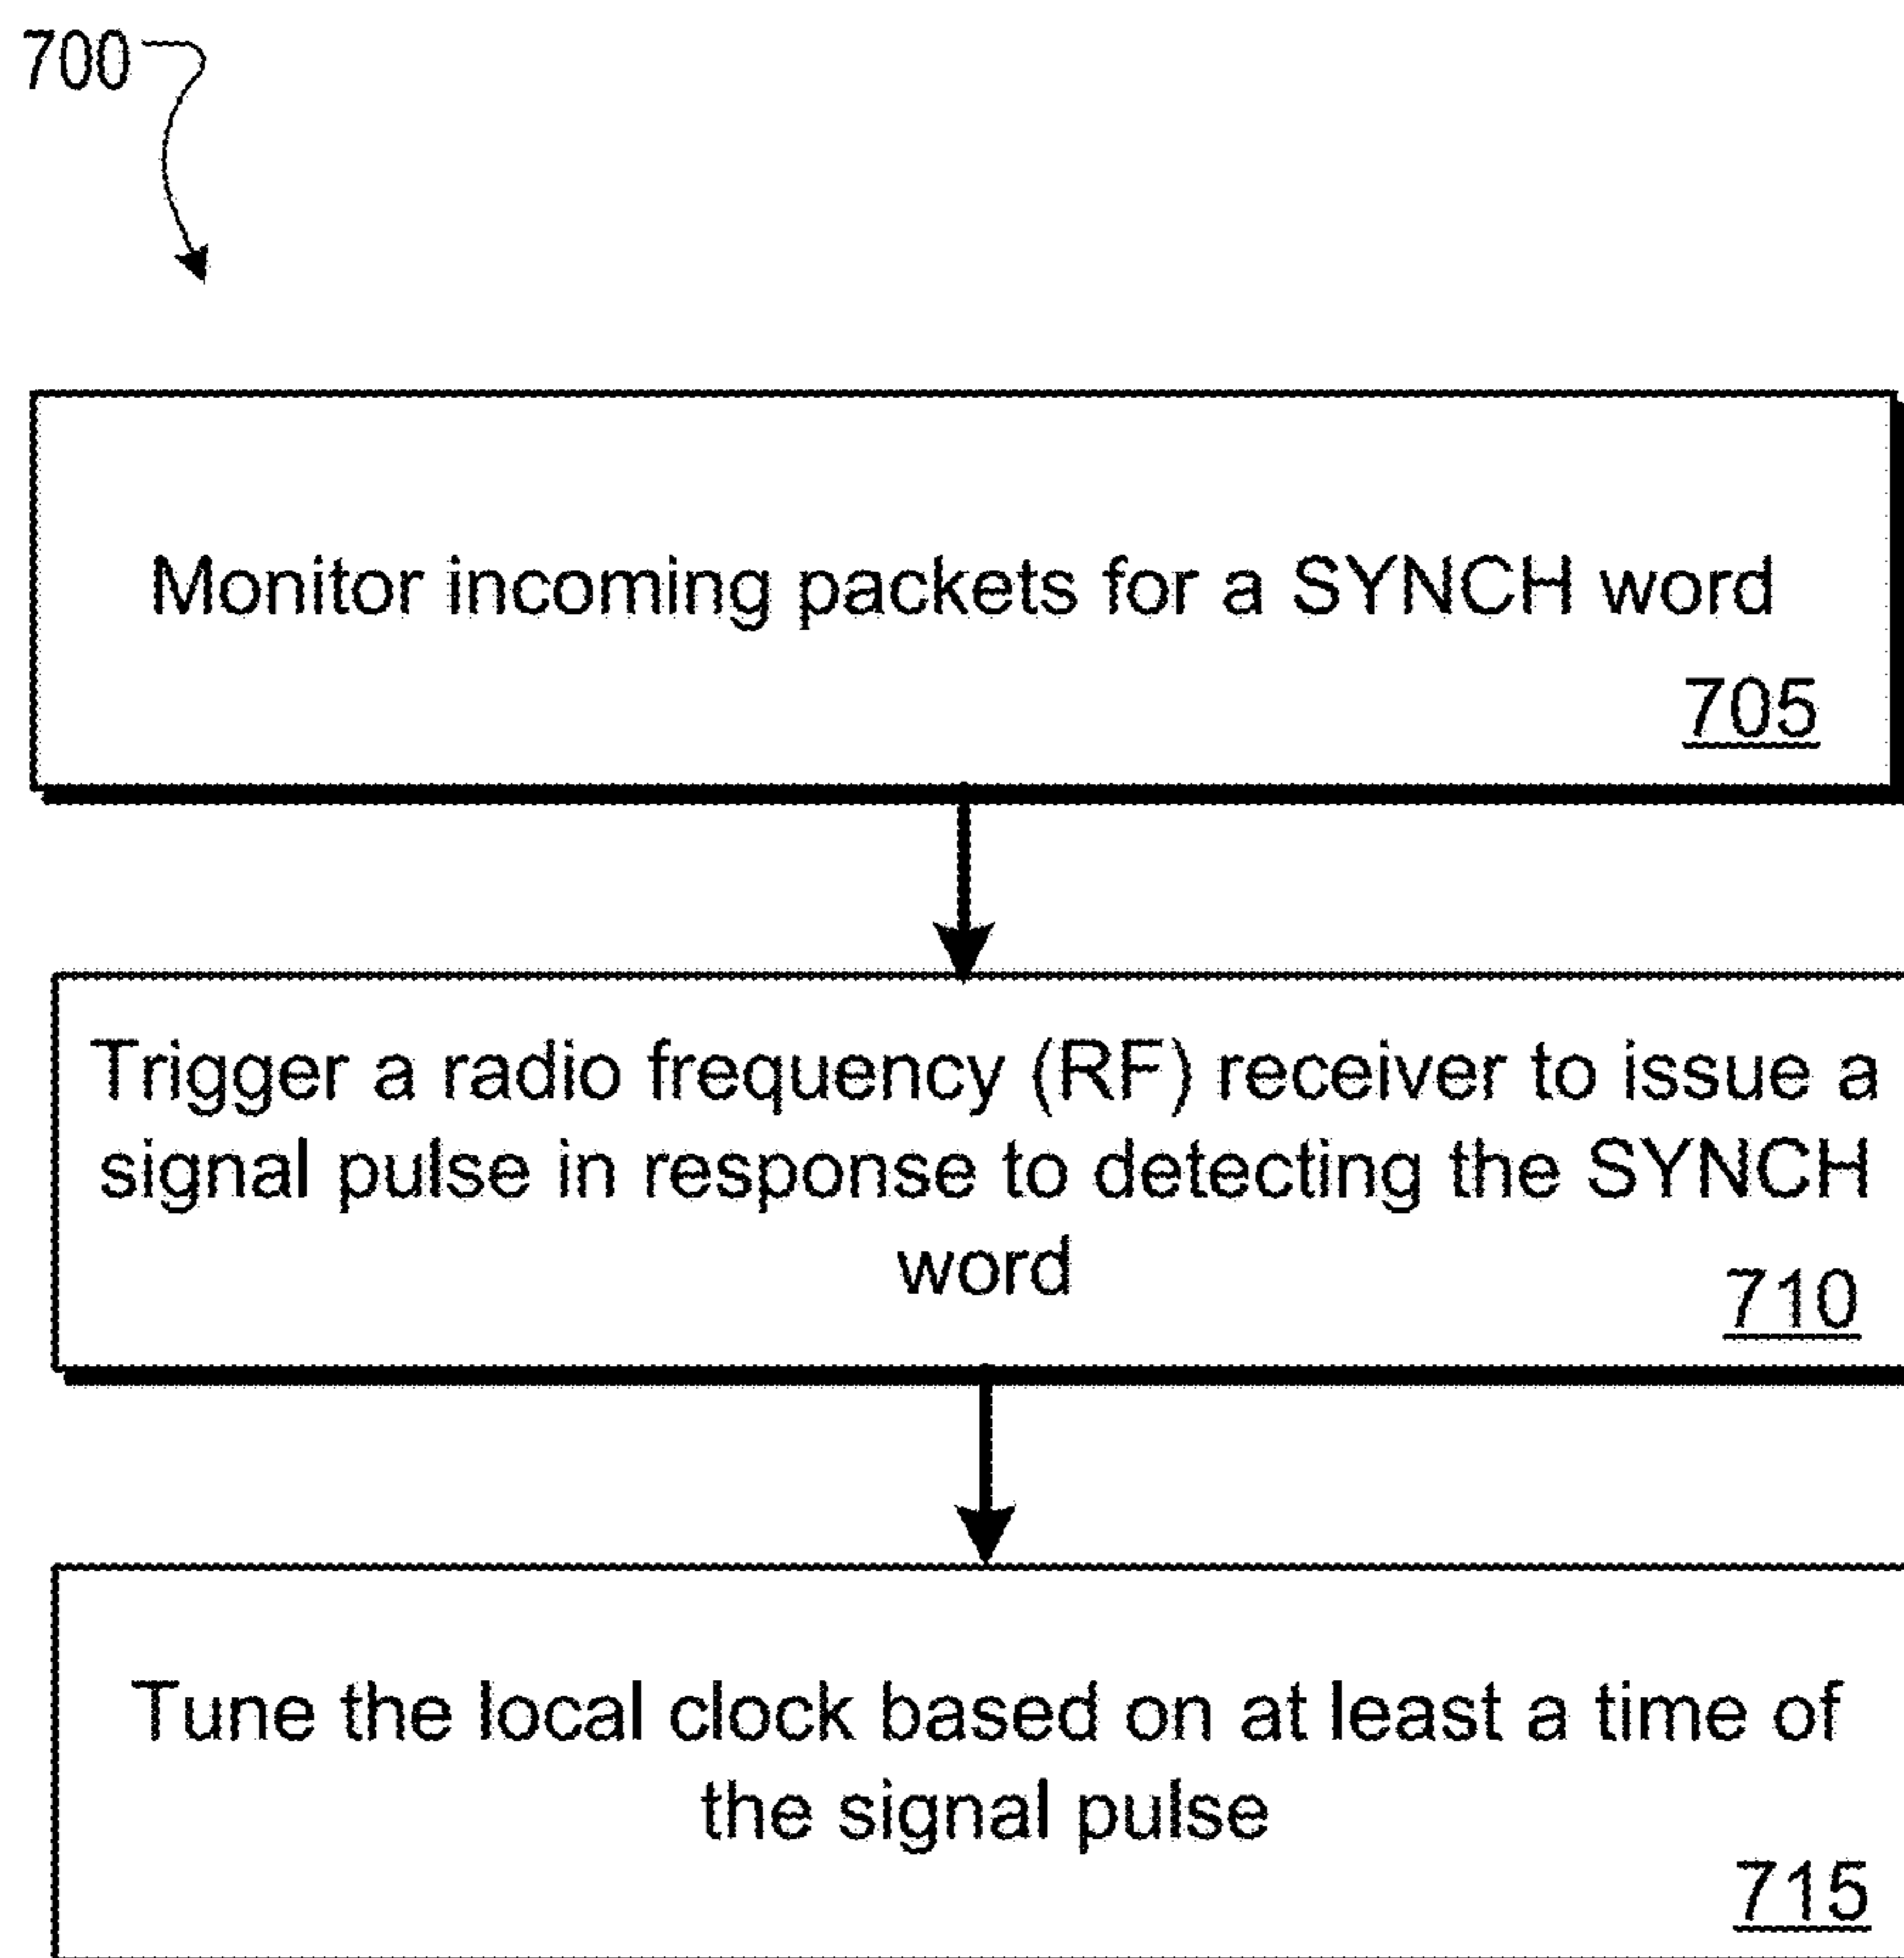 700
Monitor incoming packets for a SYNCH word
705
Trigger a radio frequency (RF) receiver to issue a
signal pulse in response to detecting the SYNCH
word
710
Tune the local clock based on at least a time of
the signal pulse
715